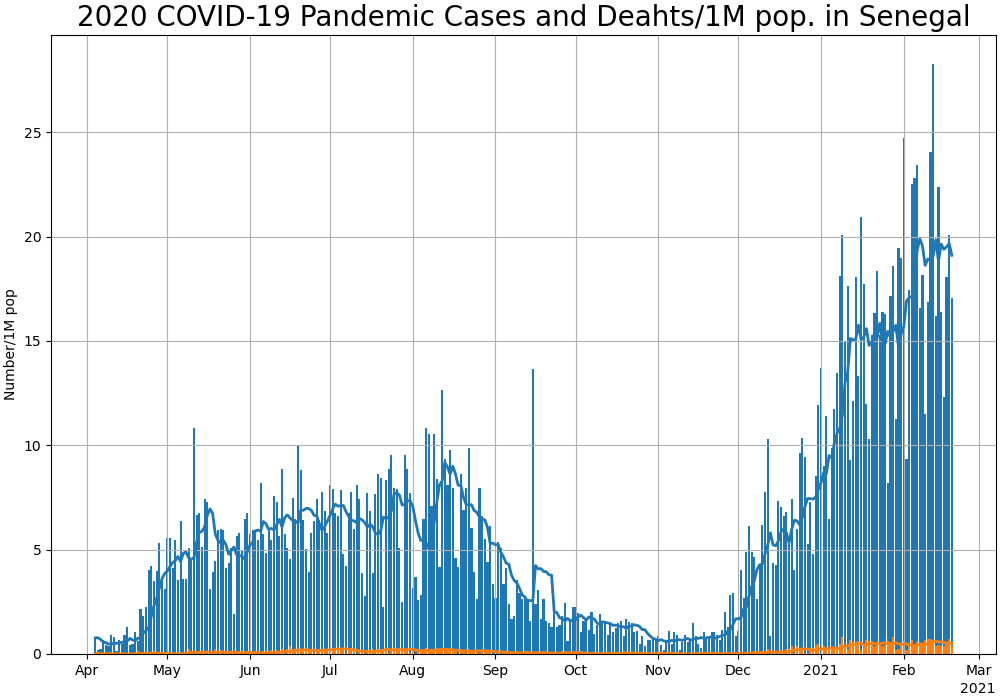 2020 COVID-19 Pandemic Cases and Deahts/1M pop. in Senegal
Number/1M pop
25
20
15
10
5
0
Apr May Jun Jul Aug Sep Oct Nov Dec 2021 Feb Mar
2021